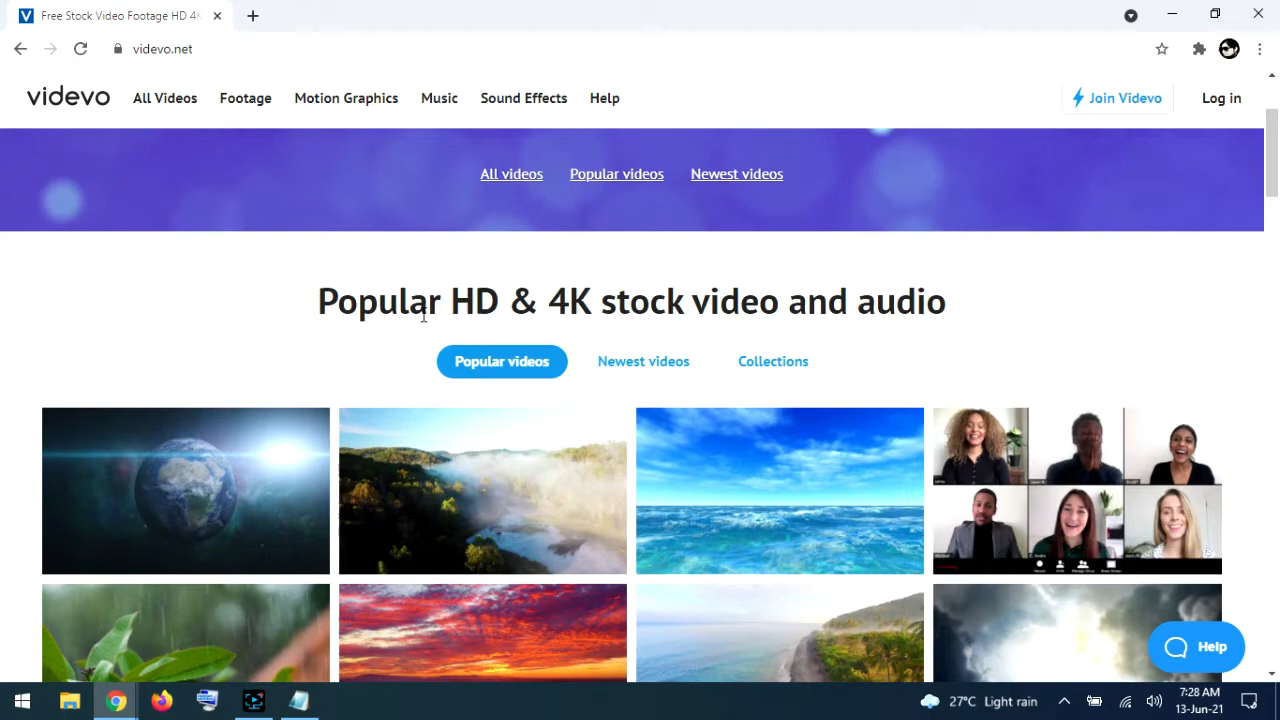 Free Stock Video Footage HD 4K
videvo.net
videvo All Videos Footage Motion Graphics Music Sound Effects Help Join Videvo Log in
All videos Popular videos Newest videos
Popular HD & 4K stock video and audio
Popular videos Newest videos Collections
Help
27°C Light rain
7:28 AM
13-Jun-21